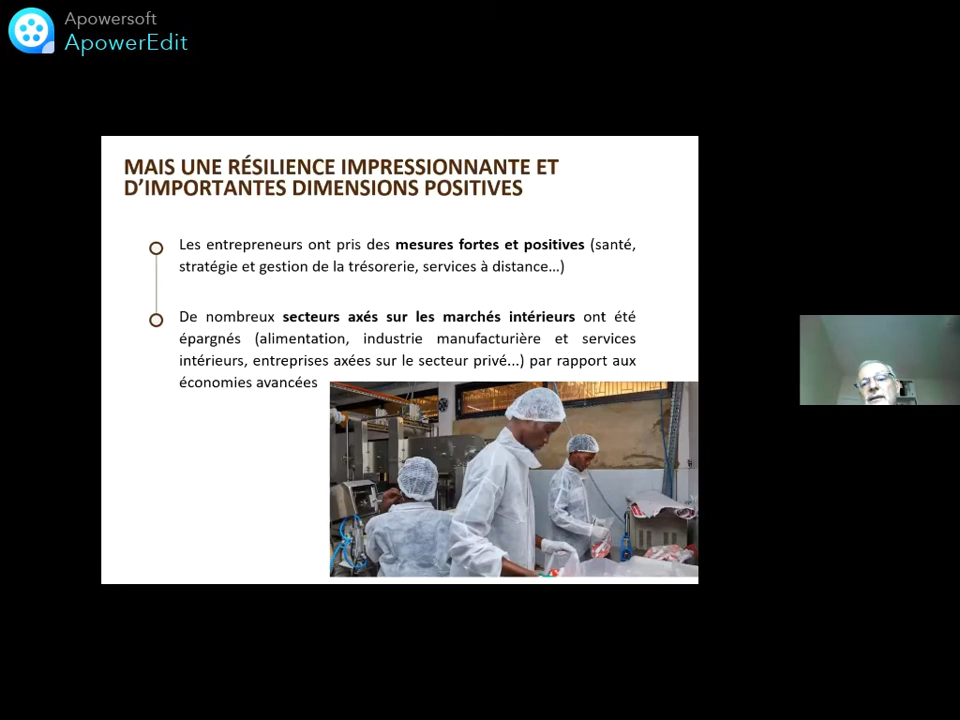 Apowersoft
ApowerEdit
MAIS UNE RÉSILIENCE IMPRESSIONNANTE ET
D'IMPORTANTES DIMENSIONS POSITIVES
Les entrepreneurs ont pris des mesures fortes et positives (santé,
stratégie et gestion de la trésorerie, services à distance...)
De nombreux secteurs axés sur les marchés intérieurs ont été
épargnés (alimentation, industrie manufacturière et services
intérieurs, entreprises axées sur le secteur privé...) par rapport aux
économies avancées